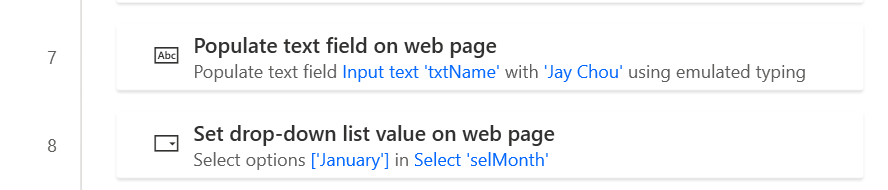 7
Abc
Populate text field on web page
Populate text field Input text 'txtName' with 'Jay Chou' using emulated typing
8
Set drop-down list value on web page
Select options ['January'] in Select 'selMonth'